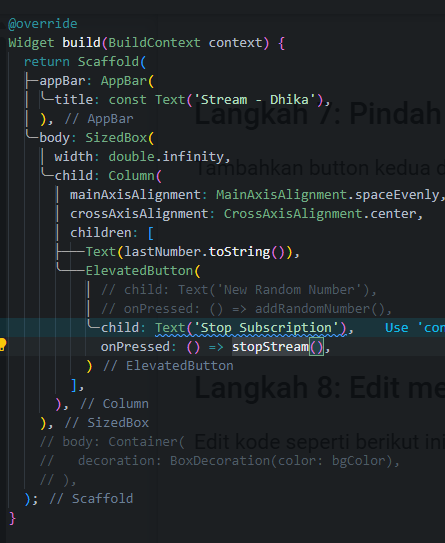 @override
Widget build(BuildContext context) {
return Scaffold(
appBar: AppBar(
title: const Text('Stream - Dhika'),
), // AppBar
body: SizedBox(
width: double.infinity,
child: Column(
mainAxisAlignment: MainAxisAlignment.spaceEvenly,
crossAxisAlignment: CrossAxisAlignment.center,
children: [
Text(lastNumber.toString()),
ElevatedButton(
// child: Text('New Random Number'),
// onPressed: () => addRandomNumber(),
child: Text('Stop Subscription'), Use 'con
onPressed: () => stopStream(),
) // ElevatedButton
],
), // Column
), // SizedBox
// body: Container(
// decoration: BoxDecoration(color: bgColor),
// ),
); // Scaffold
}
Langkah 7: Pindah
Tambahkan button kedua d
Langkah 8: Edit me
Edit kode seperti berikut ini